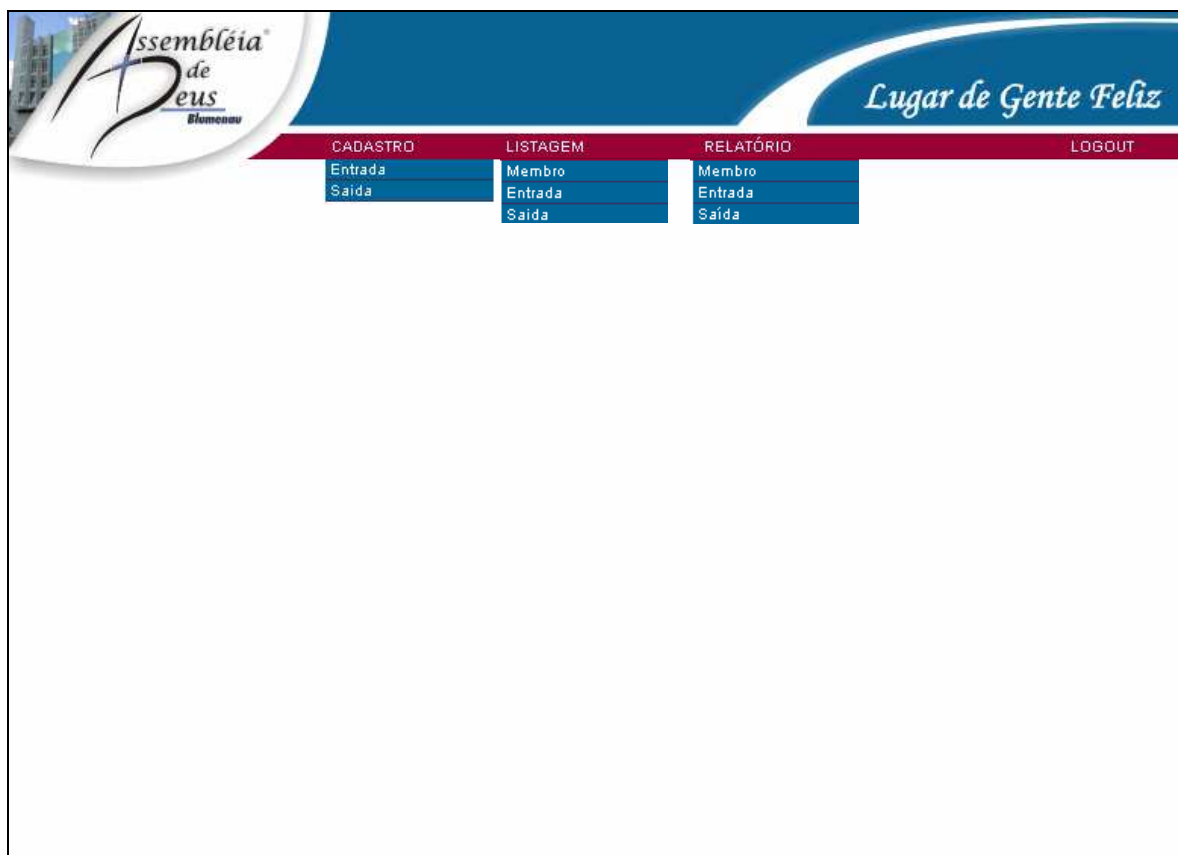 Assembléia®
de
Deus
Blumenau
Lugar de Gente Feliz
CADASTRO LISTAGEM RELATÓRIO LOGOUT
Entrada Membro Membro
Saida Entrada Entrada
Saida Saída